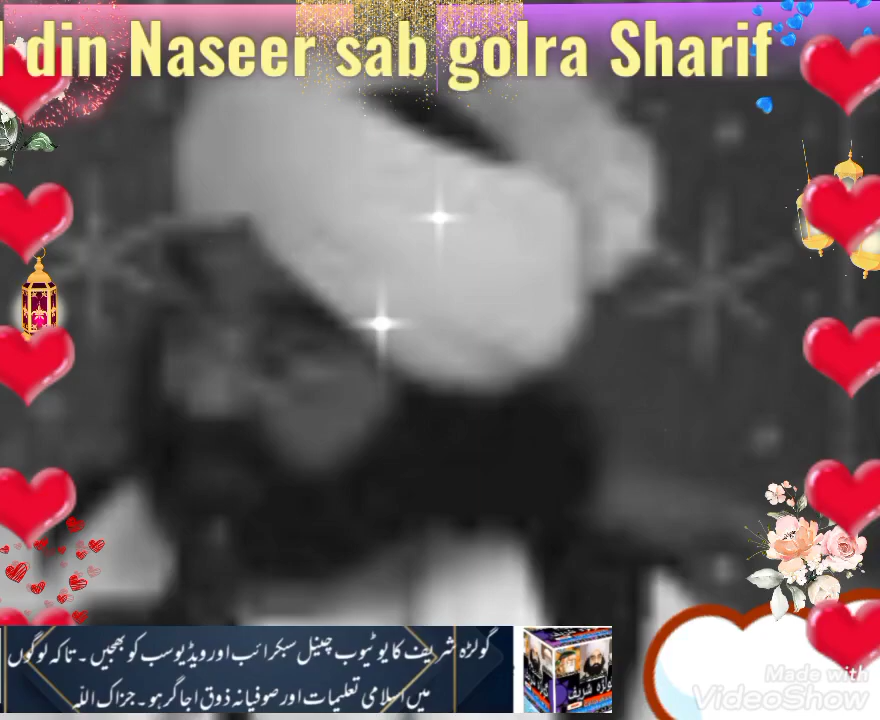 din Naseer sab golra Sharif
گولڑہ شریف کا یوٹیوب چینل سبکرائب اور ویڈیو سب کو بھیجیں ۔ تاکہ لوگوں
میں اسلامی تعلیمات اور صوفیانہ ذوق اجاگر ہو ۔ جزاک اللہ
Made with
VideoShow